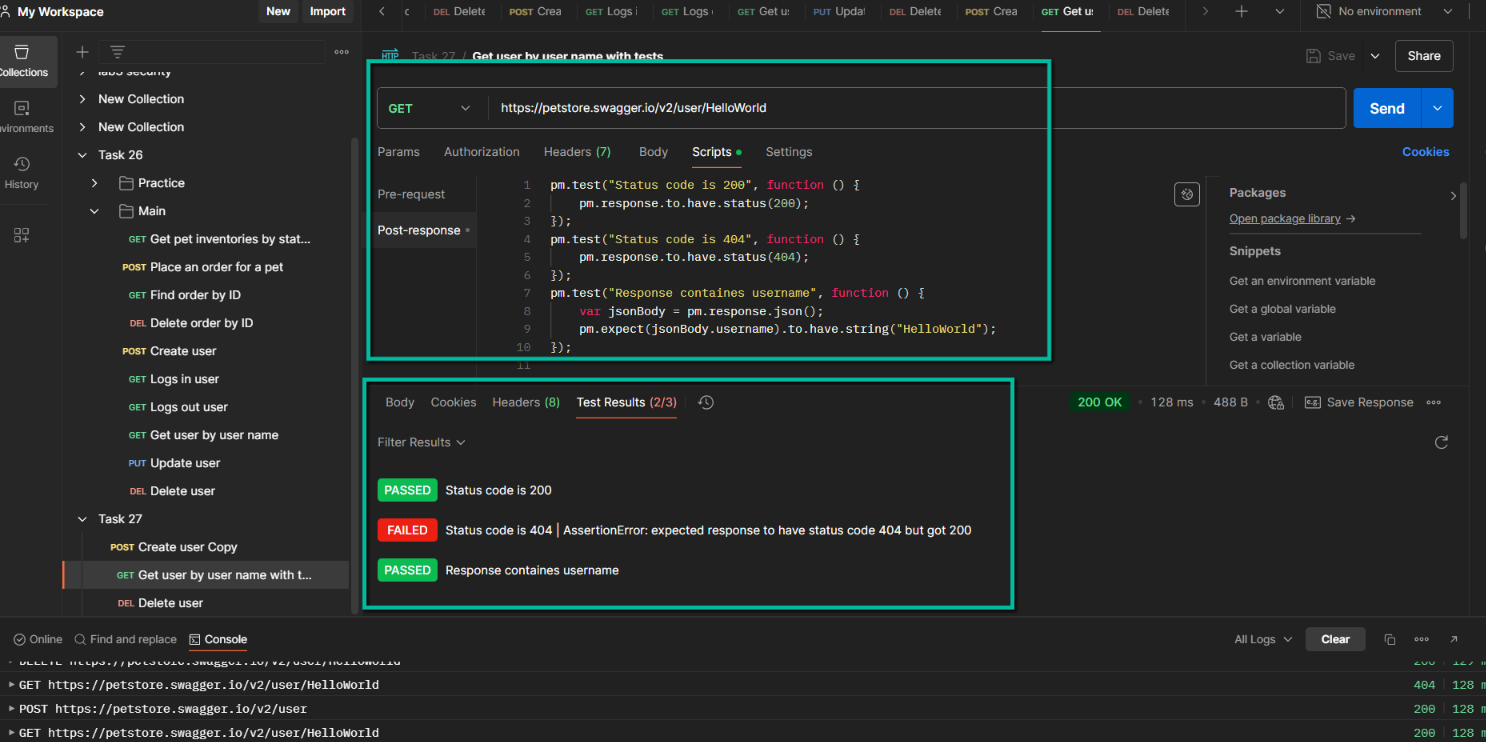 My Workspace
New
Import
c
DEL Delete
POST Crea
GET Logs i
GET Logs
GET Get us
PUT Updat
DEL Delete
POST Crea
GET Get us
DEL Delete
No environment
Collections
Environments
History
lab5 security
New Collection
New Collection
Task 26
Practice
Main
GET Get pet inventories by stat...
POST Place an order for a pet
GET Find order by ID
DEL Delete order by ID
POST Create user
GET Logs in user
GET Logs out user
GET Get user by user name
PUT Update user
DEL Delete user
Task 27
POST Create user Copy
GET Get user by user name with t...
DEL Delete user
HTTP Task 27 / Get user by user name with tests
Save
Share
GET
https://petstore.swagger.io/v2/user/HelloWorld
Send
Params Authorization Headers (7) Body Scripts Settings
Cookies
Pre-request
Post-response
1 pm.test("Status code is 200", function () {
2 pm.response.to.have.status(200);
3 });
4 pm.test("Status code is 404", function () {
5 pm.response.to.have.status(404);
6 });
7 pm.test("Response containes username", function () {
8 var jsonBody = pm.response.json();
9 pm.expect(jsonBody.username).to.have.string("HelloWorld");
10 });
11
Packages
Open package library →
Snippets
Get an environment variable
Get a global variable
Get a variable
Get a collection variable
Body Cookies Headers (8) Test Results (2/3)
200 OK • 128 ms • 488 B
e.g. Save Response
Filter Results
PASSED Status code is 200
FAILED Status code is 404 | AssertionError: expected response to have status code 404 but got 200
PASSED Response containes username
Online Find and replace Console
All Logs
Clear
DELETE https://petstore.swagger.io/v2/user/HelloWorld 200 129 m
GET https://petstore.swagger.io/v2/user/HelloWorld 404 128 m
POST https://petstore.swagger.io/v2/user 200 128 m
GET https://petstore.swagger.io/v2/user/HelloWorld 200 128 m